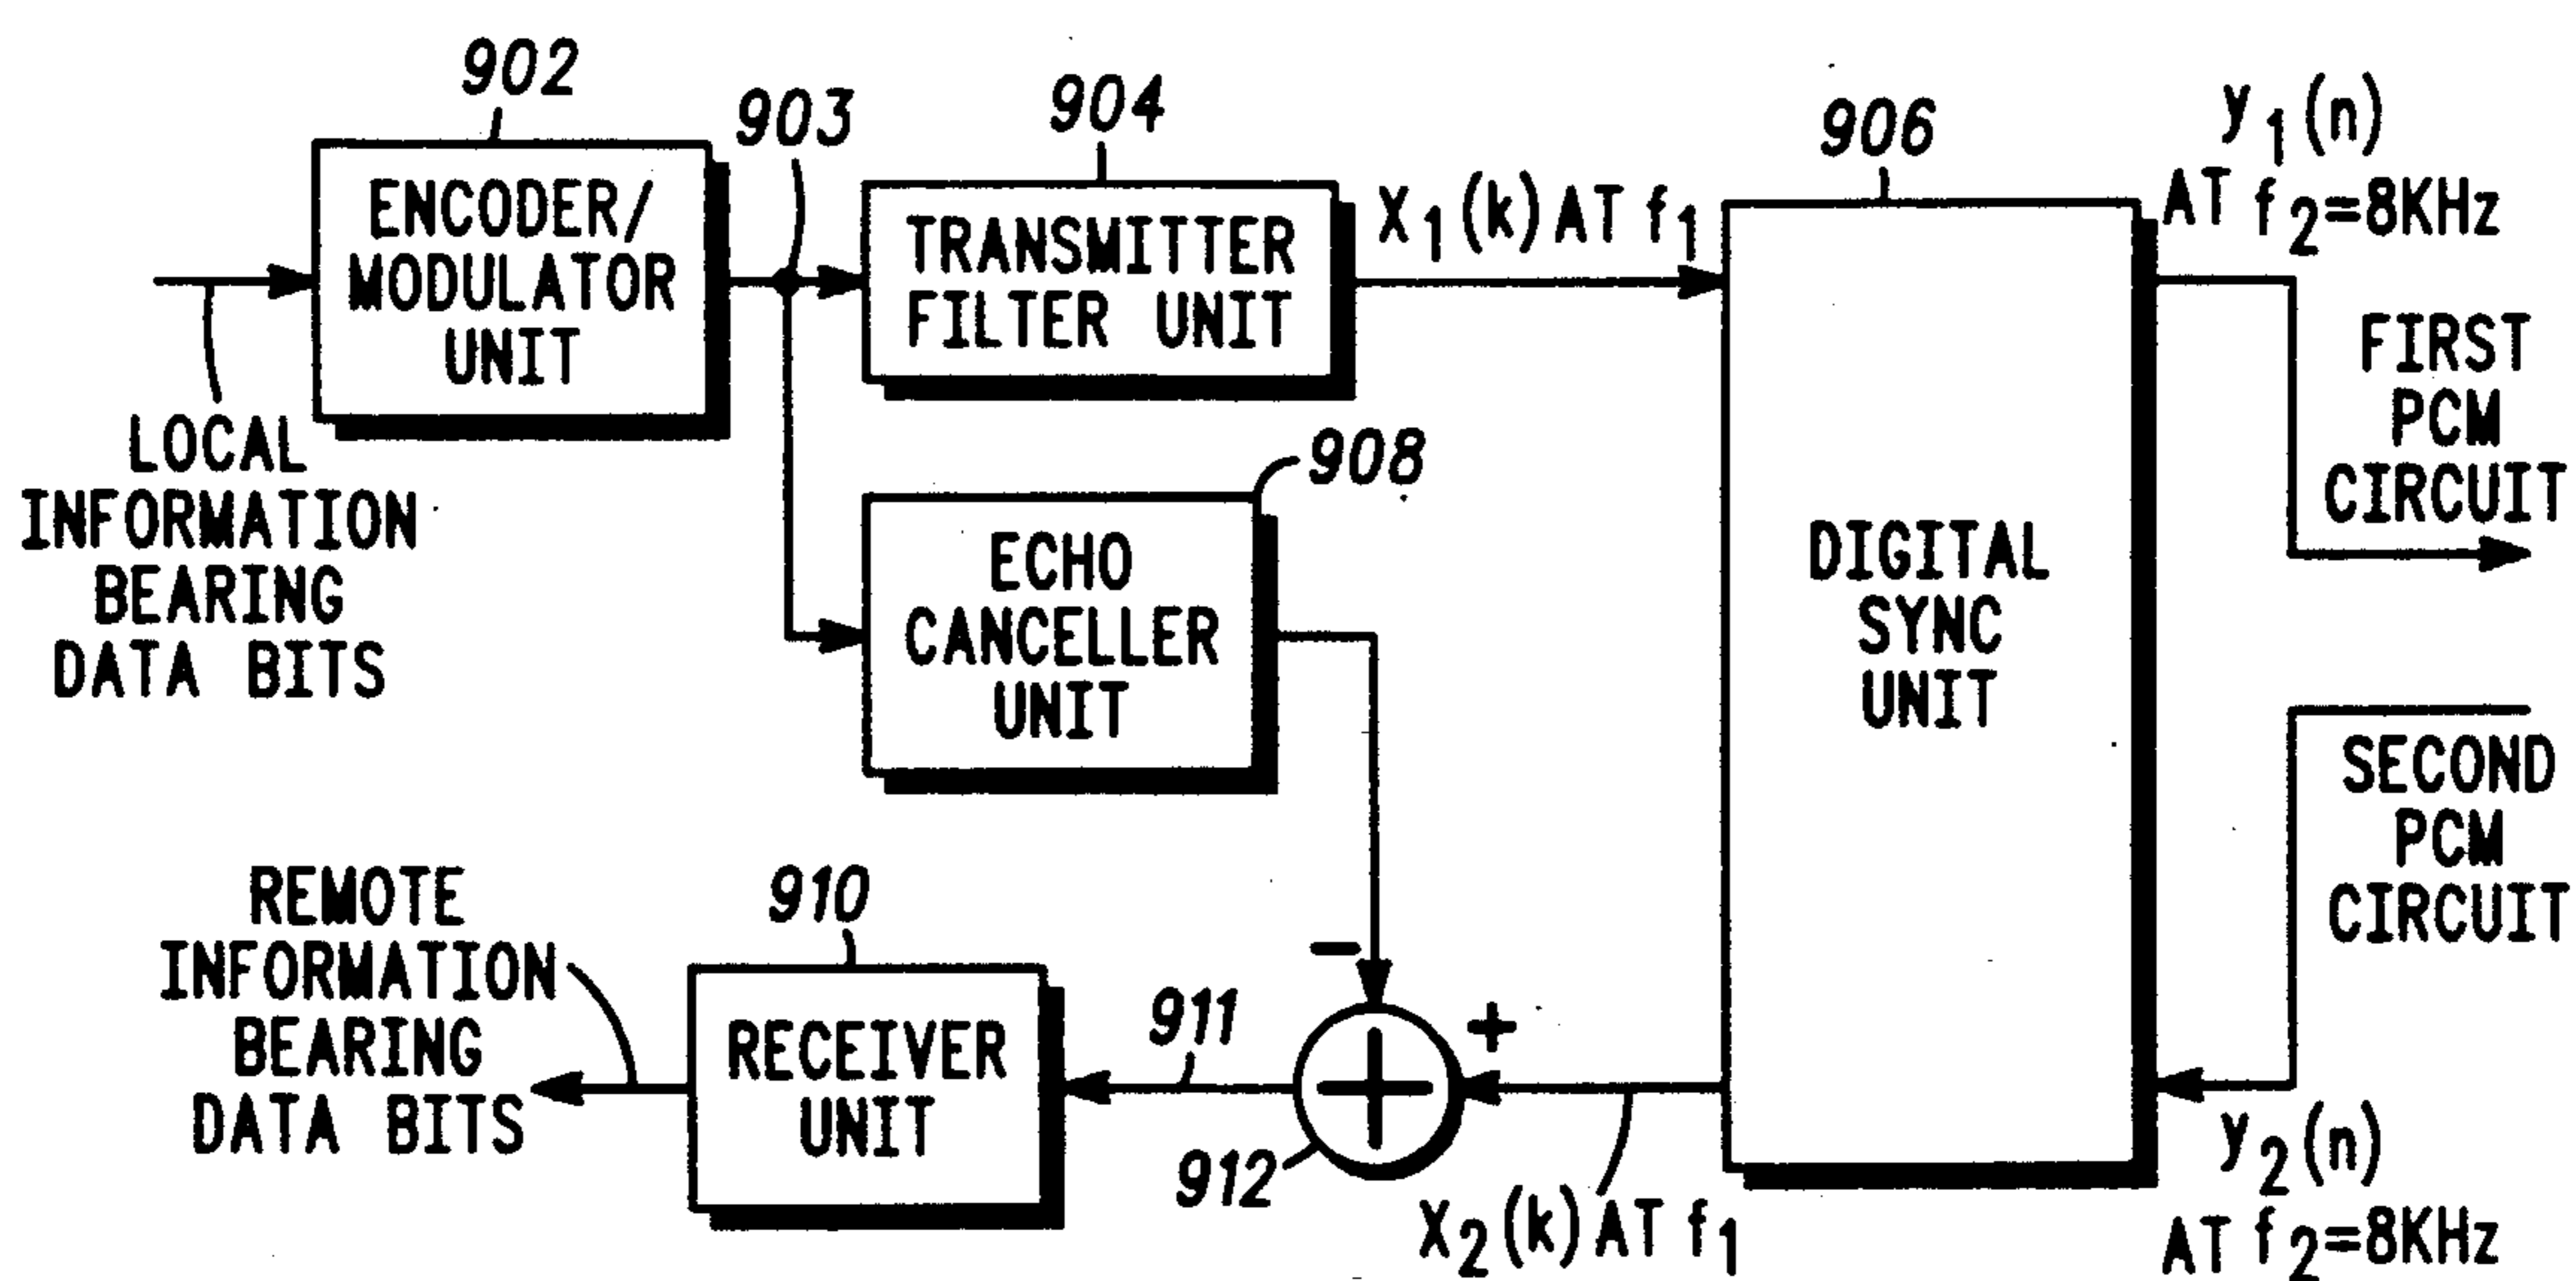 902
903
904
906
y1(n)
AT f2=8KHz
ENCODER/
MODULATOR
UNIT
TRANSMITTER
FILTER UNIT
X1(k) AT f1
FIRST
PCM
CIRCUIT
LOCAL
INFORMATION
BEARING
DATA BITS
908
ECHO
CANCELLER
UNIT
DIGITAL
SYNC
UNIT
SECOND
PCM
CIRCUIT
REMOTE
INFORMATION
BEARING
DATA BITS
910
RECEIVER
UNIT
911
912
-
+
X2(k) AT f1
y2(n)
AT f2=8KHz